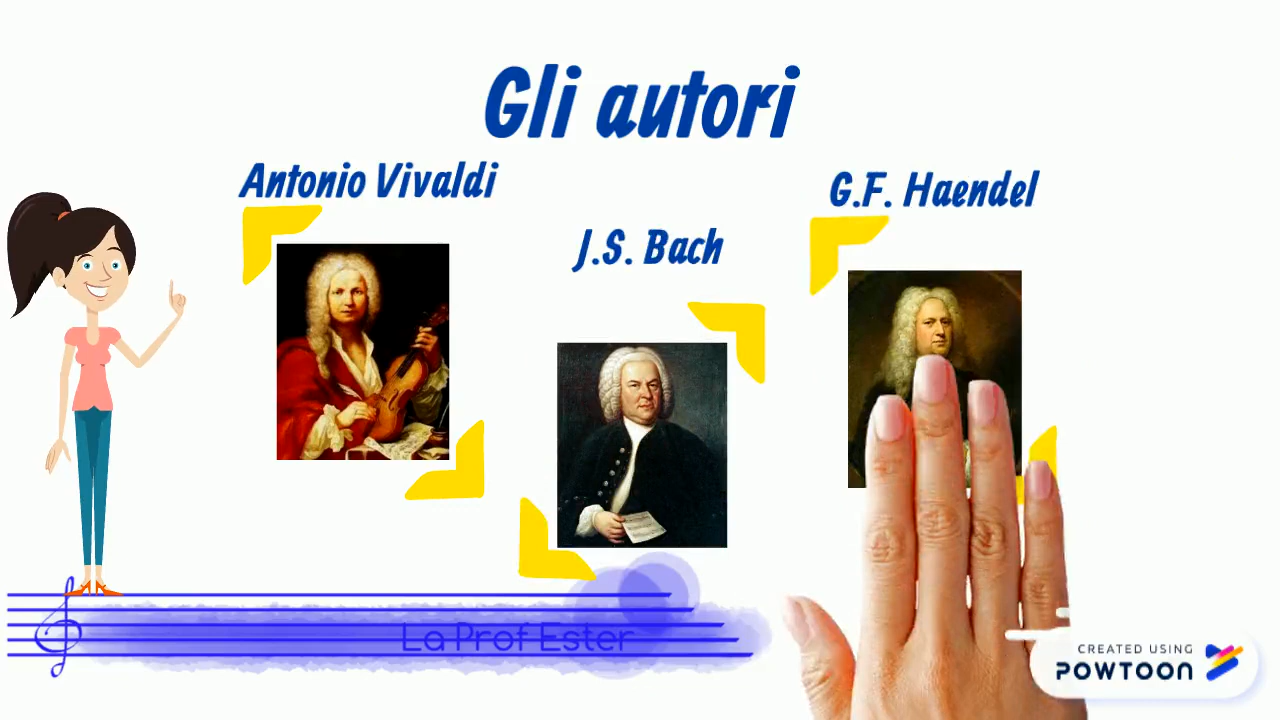 Gli autori
Antonio Vivaldi
G.F. Haendel
J.S. Bach
La Prof Ester
CREATED USING
POWTOON